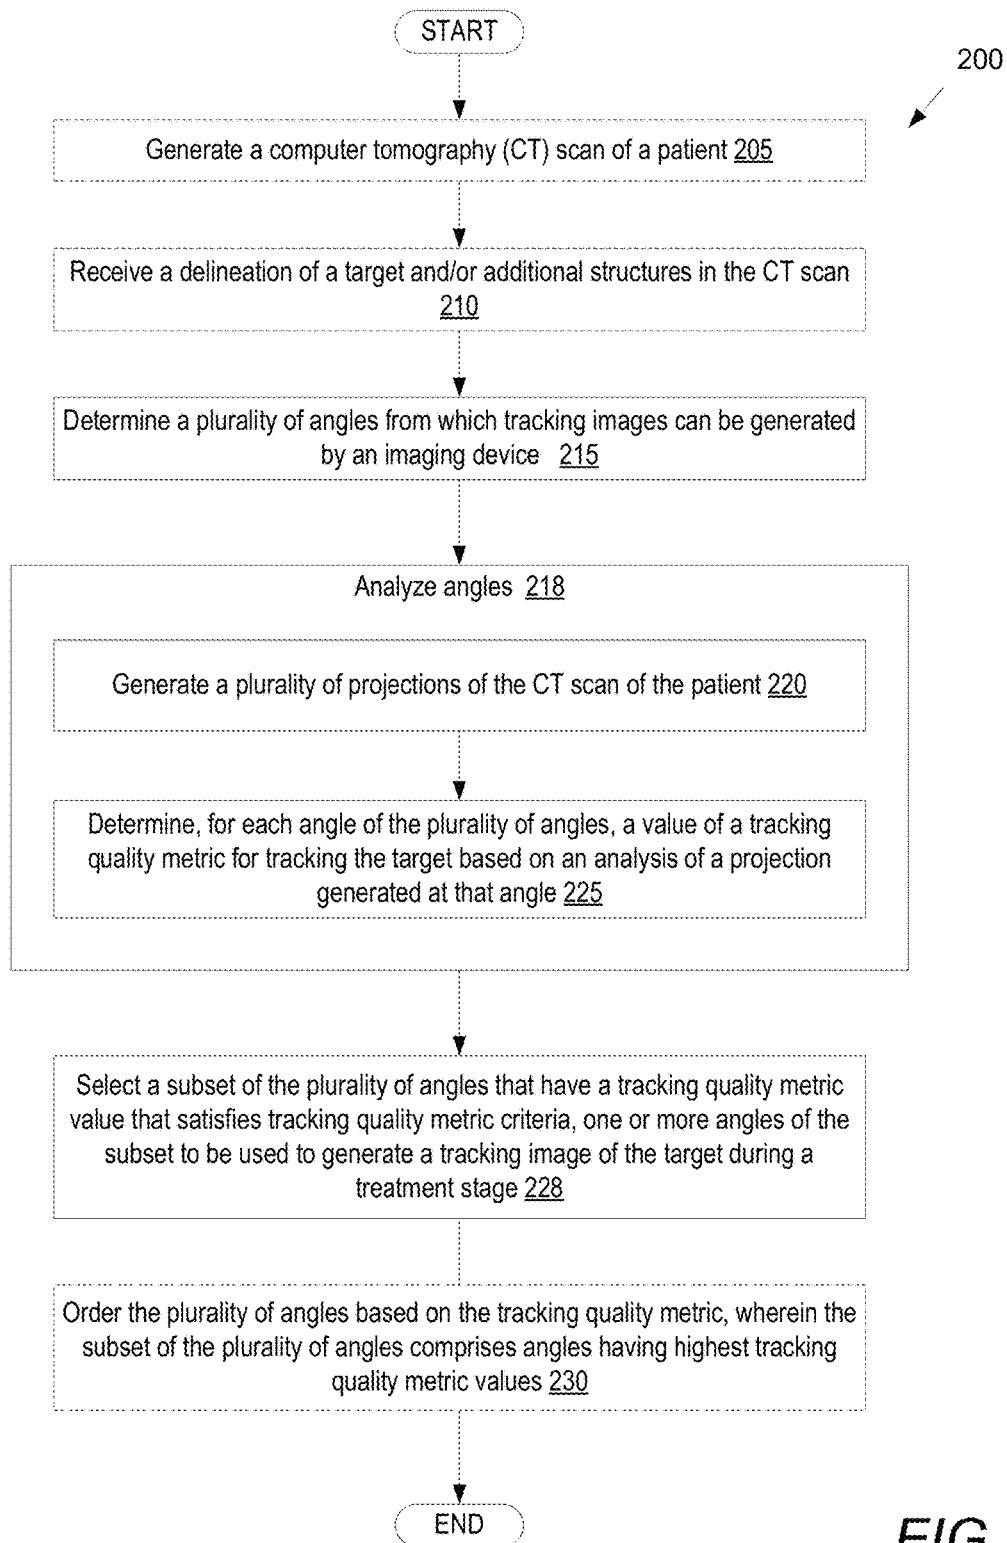 START
200
Generate a computer tomography (CT) scan of a patient 205
Receive a delineation of a target and/or additional structures in the CT scan
210
Determine a plurality of angles from which tracking images can be generated
by an imaging device 215
Analyze angles 218
Generate a plurality of projections of the CT scan of the patient 220
Determine, for each angle of the plurality of angles, a value of a tracking
quality metric for tracking the target based on an analysis of a projection
generated at that angle 225
Select a subset of the plurality of angles that have a tracking quality metric
value that satisfies tracking quality metric criteria, one or more angles of the
subset to be used to generate a tracking image of the target during a
treatment stage 228
Order the plurality of angles based on the tracking quality metric, wherein the
subset of the plurality of angles comprises angles having highest tracking
quality metric values 230
END
FIG